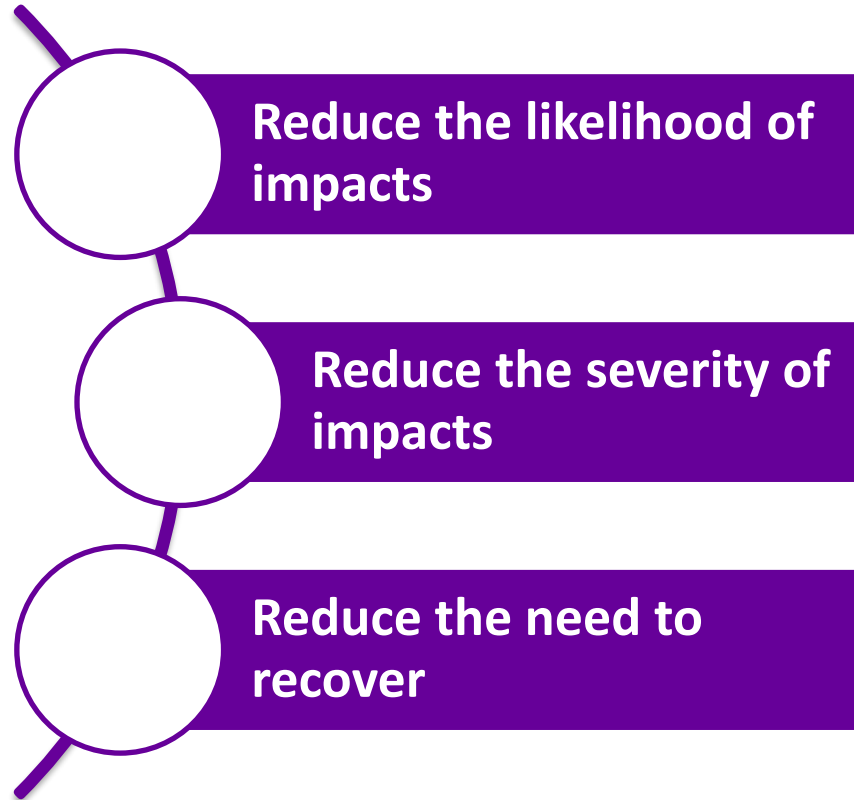 Reduce the likelihood of
impacts
Reduce the severity of
impacts
Reduce the need to
recover